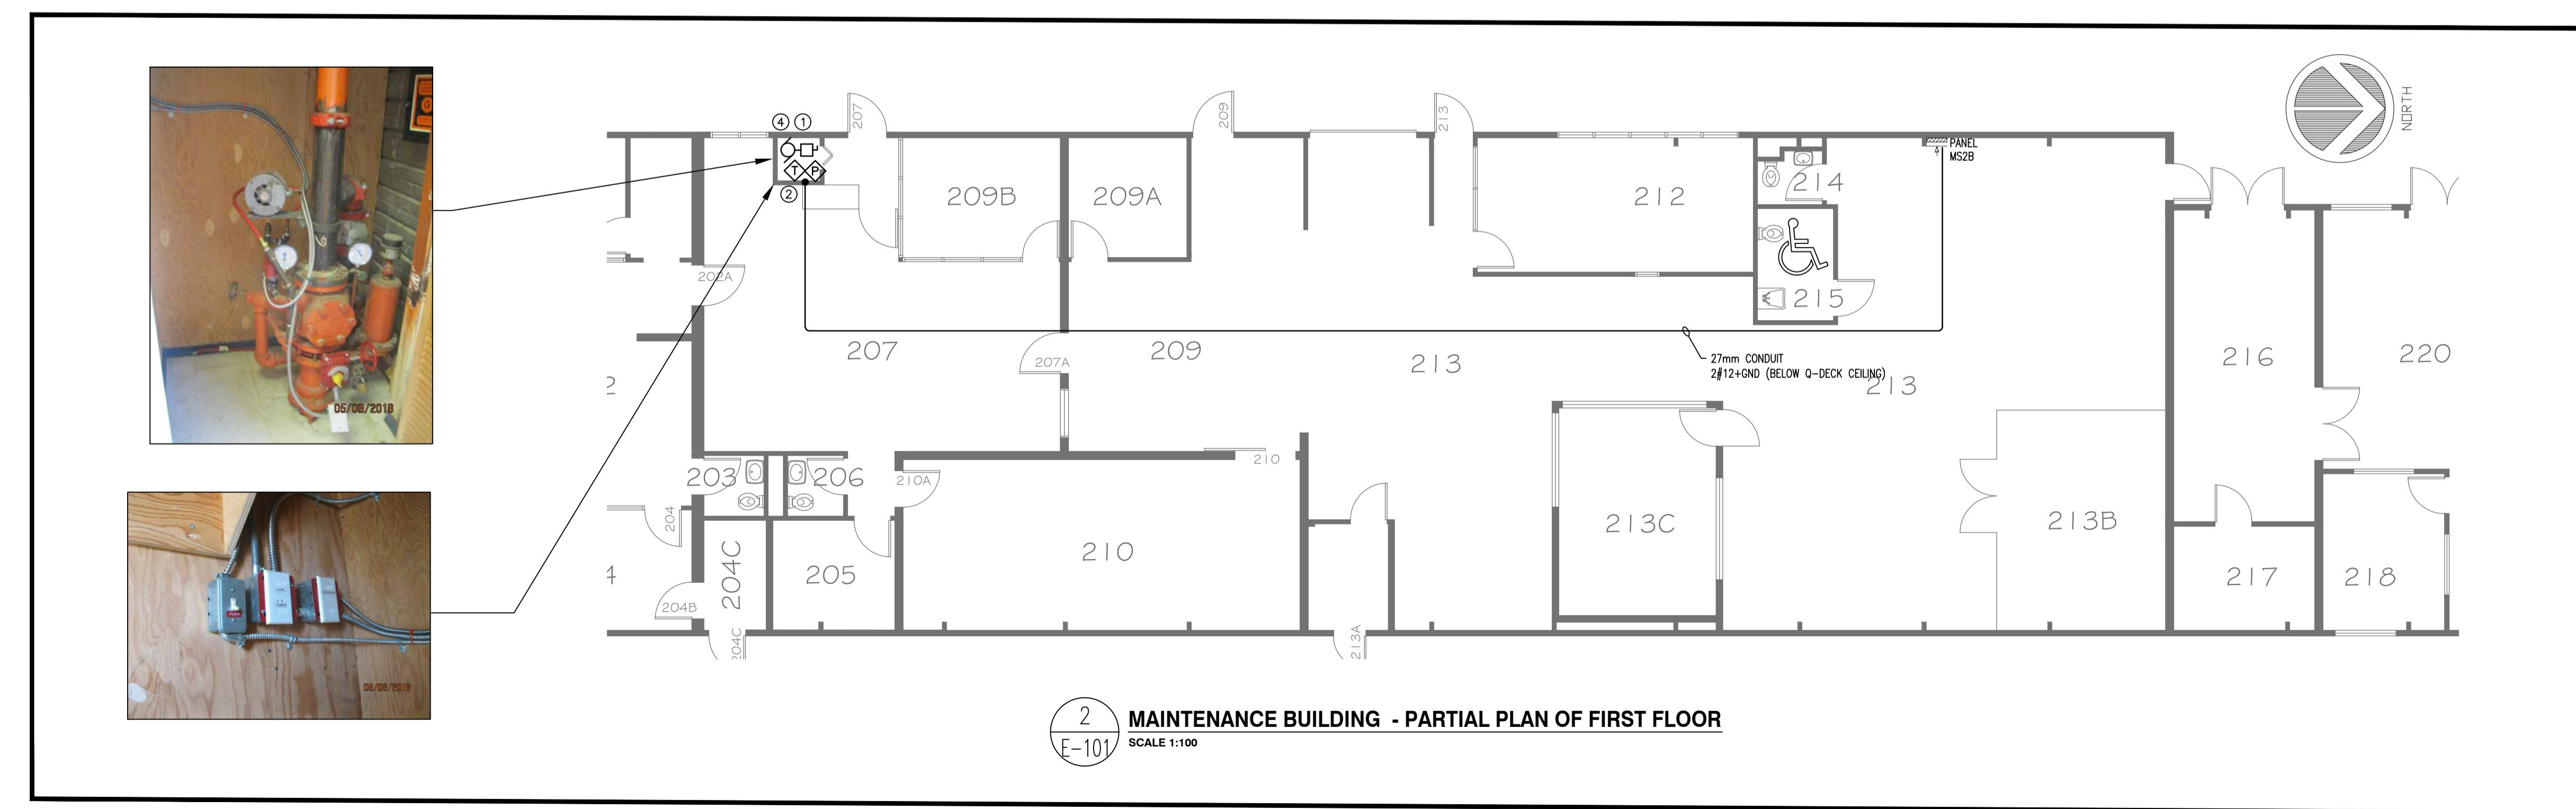 NORTH
4
1
207
209
213
PANEL
MS2B
T
P
2
209B
209A
212
214
202A
215
207
209
213
207A
27mm CONDUIT
2#12+GND (BELOW Q-DECK CEILING)
213
216
220
2
6
05/08/2018
203
206
210A
210
204
204C
205
210
213C
213B
217
218
4
204B
204C
213A
05/08/2018
2
E-101
MAINTENANCE BUILDING - PARTIAL PLAN OF FIRST FLOOR
SCALE 1:100